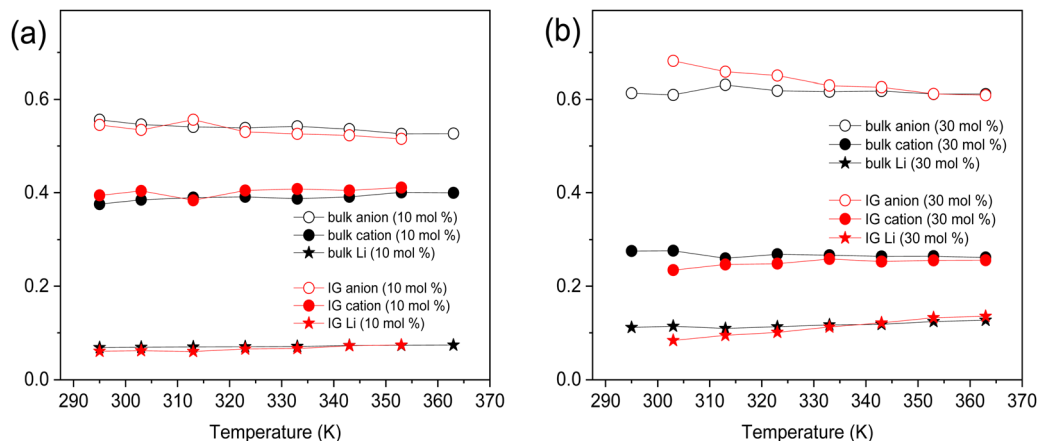 (a)
0.6
0.4
0.2
0.0
bulk anion (10 mol %)
bulk cation (10 mol %)
bulk Li (10 mol %)
IG anion (10 mol %)
IG cation (10 mol %)
IG Li (10 mol %)
290 300 310 320 330 340 350 360 370
Temperature (K)
(b)
0.6
0.4
0.2
0.0
bulk anion (30 mol %)
bulk cation (30 mol %)
bulk Li (30 mol %)
IG anion (30 mol %)
IG cation (30 mol %)
IG Li (30 mol %)
290 300 310 320 330 340 350 360 370
Temperature (K)